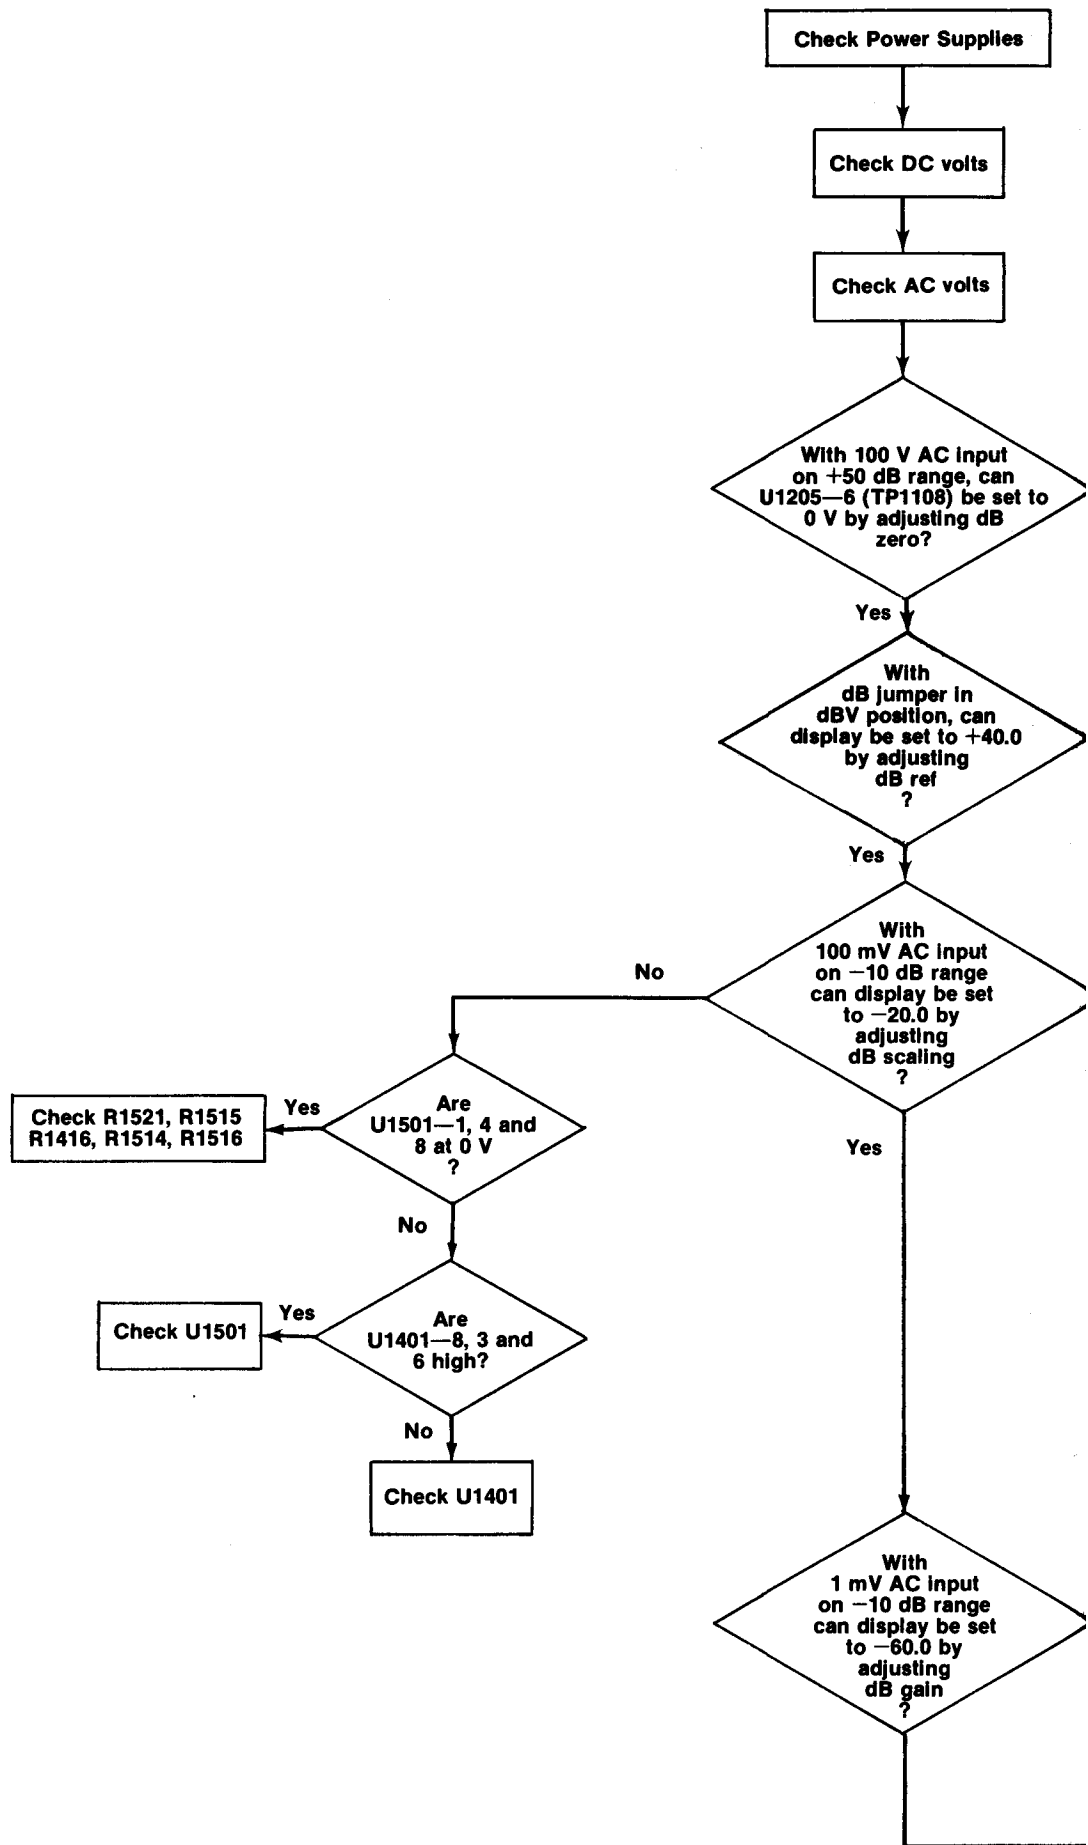 Check Power Supplies
Check DC volts
Check AC volts
With 100 V AC input
on +50 dB range, can
U1205—6 (TP1108) be set to
0 V by adjusting dB
zero?
Yes
With
dB jumper in
dBV position, can
display be set to +40.0
by adjusting
dB ref
?
Yes
With
100 mV AC input
on −10 dB range
can display be set
to −20.0 by
adjusting
dB scaling
?
No
Yes
Are
U1501—1, 4 and
8 at 0 V
?
Yes
Check R1521, R1515
R1416, R1514, R1516
No
Are
U1401—8, 3 and
6 high?
Yes
Check U1501
No
Check U1401
With
1 mV AC input
on −10 dB range
can display be set
to −60.0 by
adjusting
dB gain
?